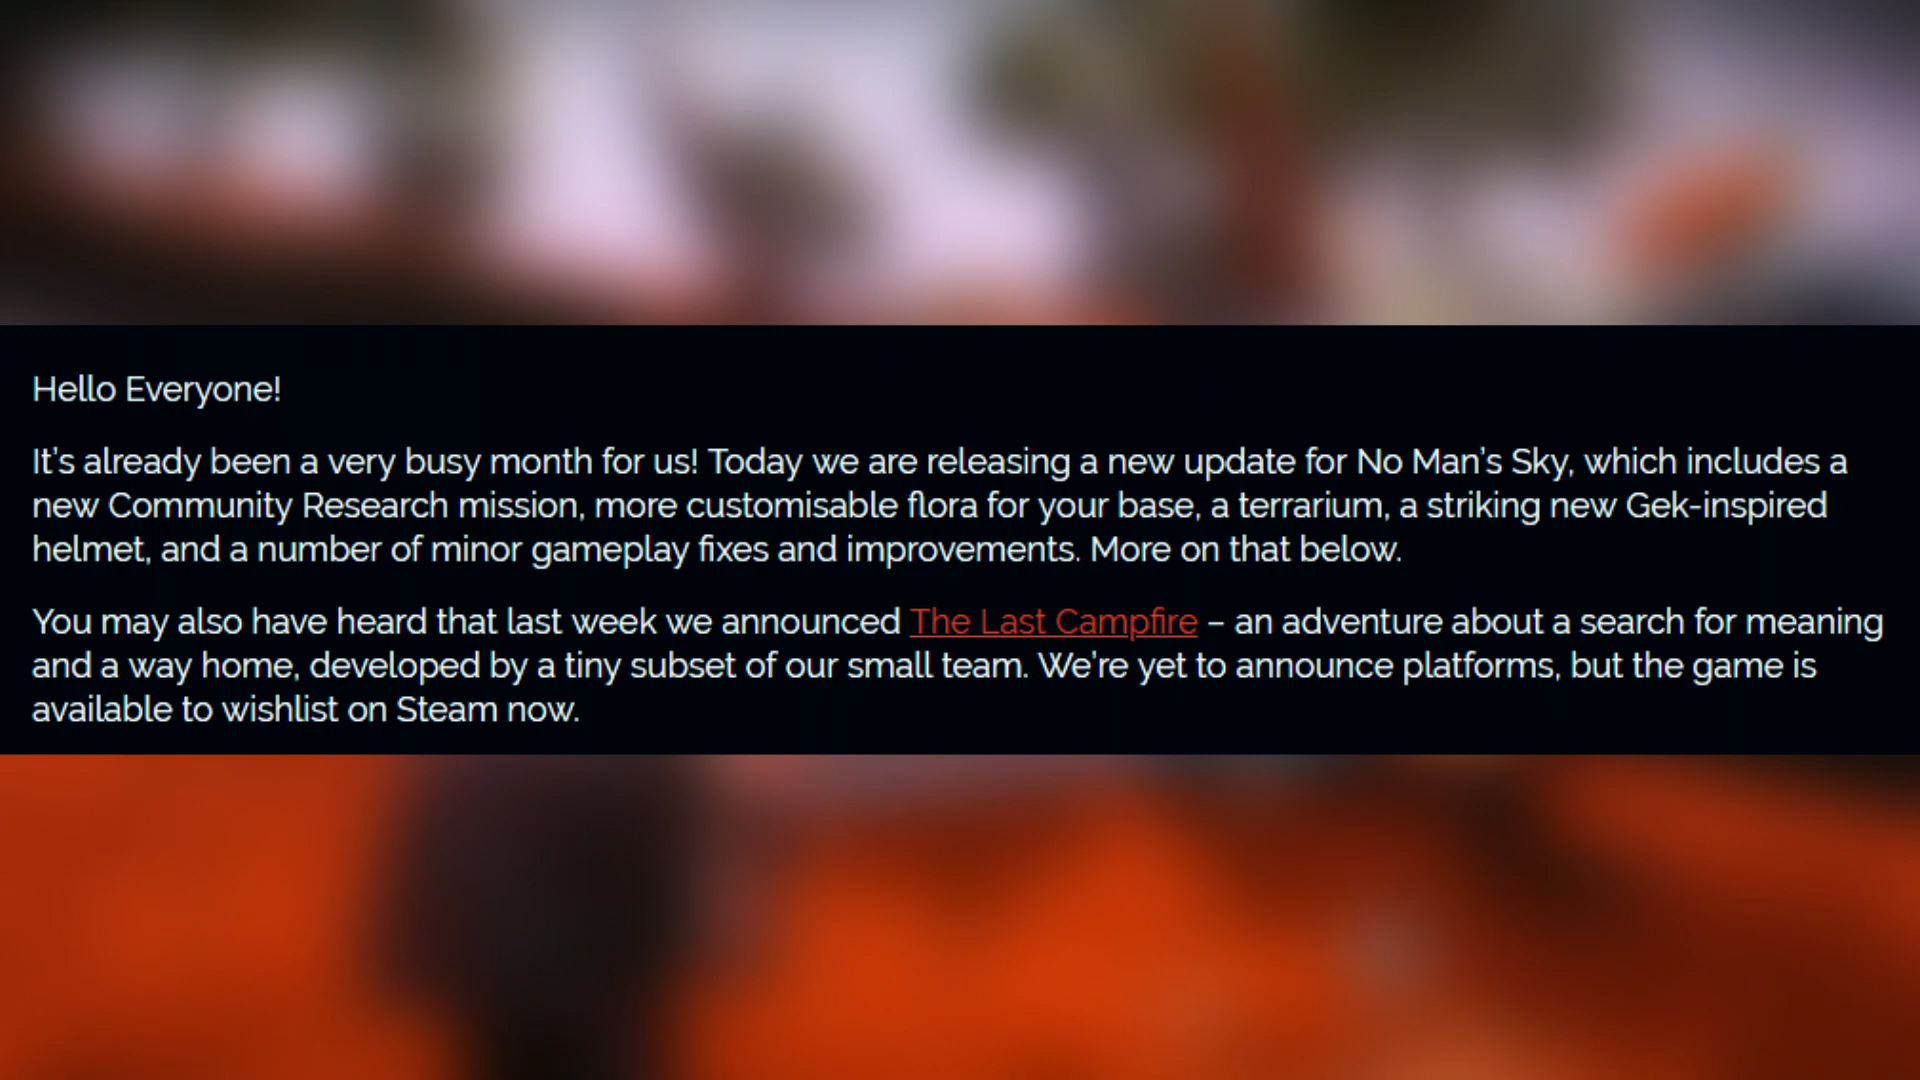 Hello Everyone!
It’s already been a very busy month for us! Today we are releasing a new update for No Man’s Sky, which includes a
new Community Research mission, more customisable flora for your base, a terrarium, a striking new Gek-inspired
helmet, and a number of minor gameplay fixes and improvements. More on that below.
You may also have heard that last week we announced The Last Campfire – an adventure about a search for meaning
and a way home, developed by a tiny subset of our small team. We’re yet to announce platforms, but the game is
available to wishlist on Steam now.